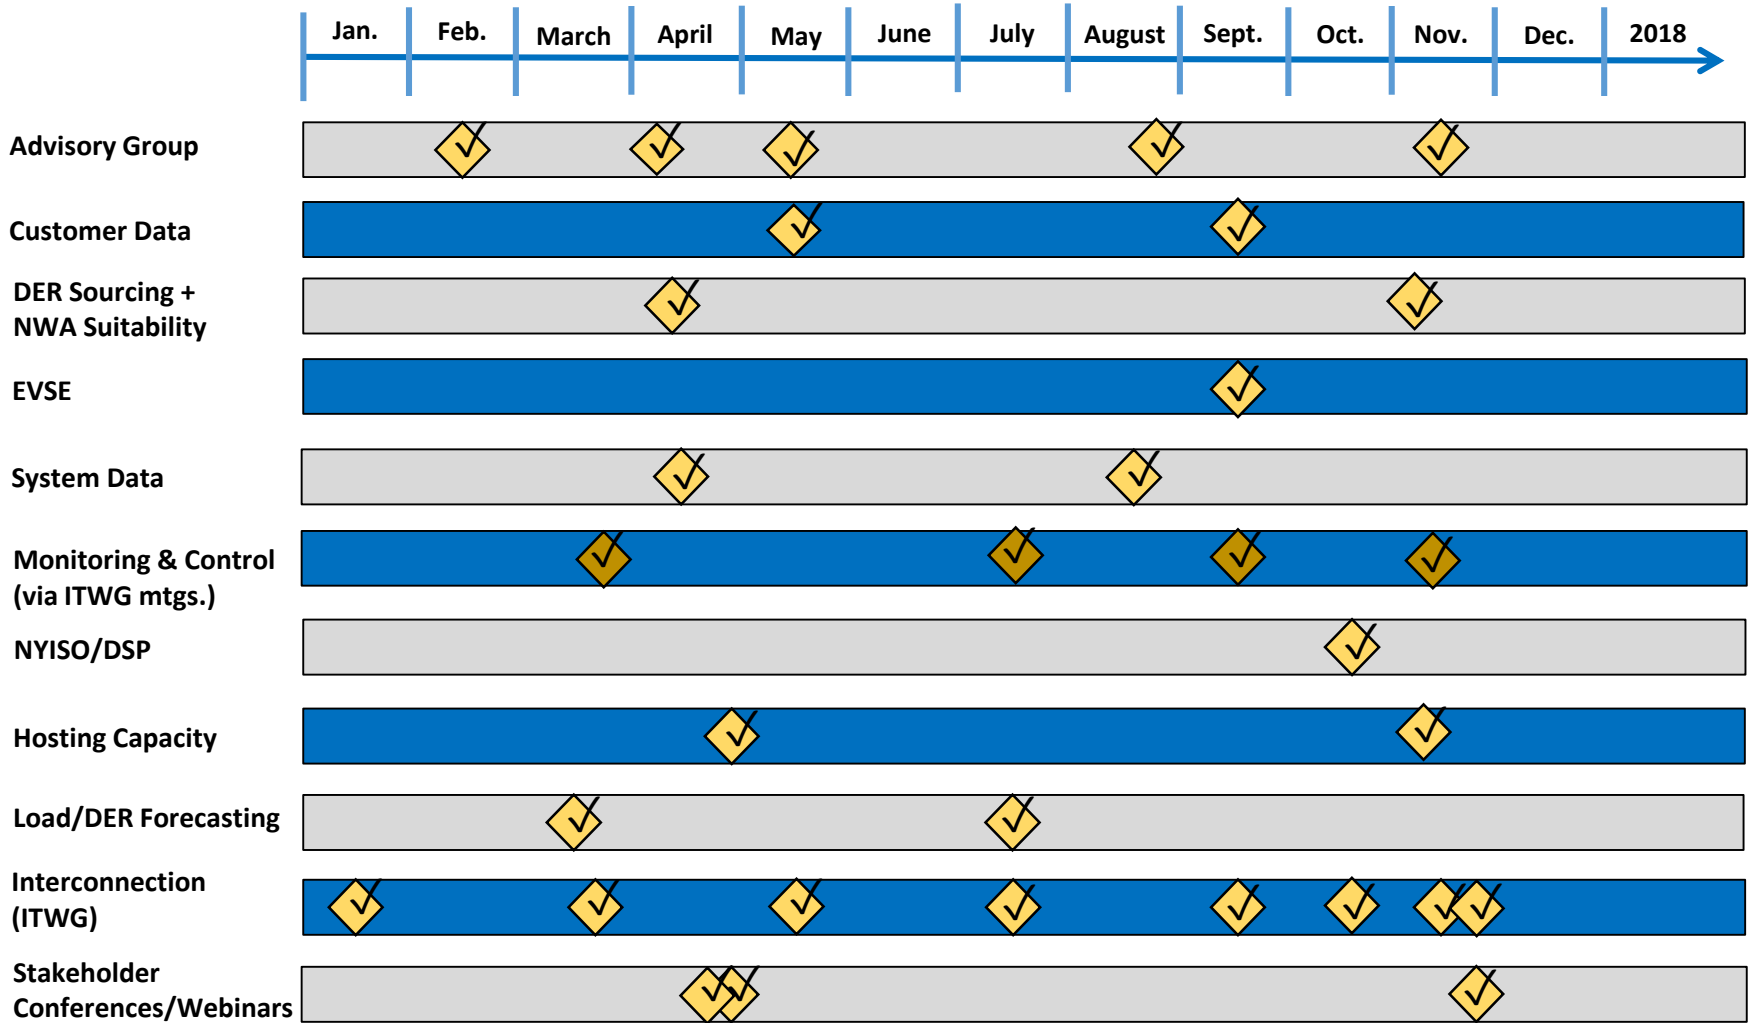 Jan. Feb. March April May June July August Sept. Oct. Nov. Dec. 2018
Advisory Group
Customer Data
DER Sourcing +
NWA Suitability
EVSE
System Data
Monitoring & Control
(via ITWG mtgs.)
NYISO/DSP
Hosting Capacity
Load/DER Forecasting
Interconnection
(ITWG)
Stakeholder
Conferences/Webinars